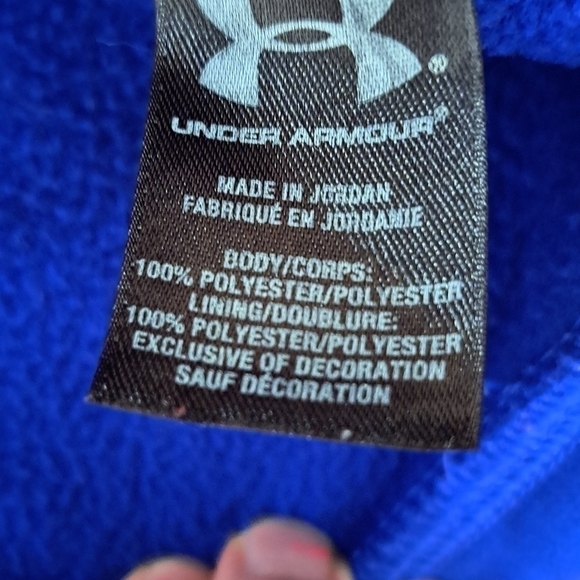 ®
UNDER ARMOUR®
MADE IN JORDAN
FABRIQUÉ EN JORDANIE
BODY/CORPS:
100% POLYESTER/POLYESTER
LINING/DOUBLURE:
100% POLYESTER/POLYESTER
EXCLUSIVE OF DECORATION
SAUF DÉCORATION